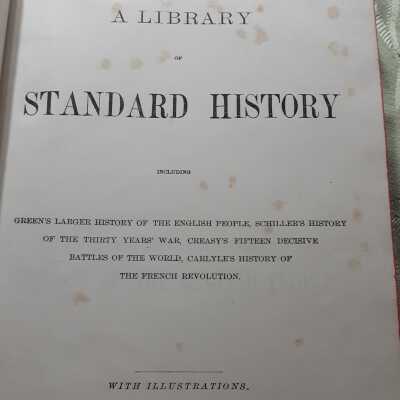 A LIBRARY
OF
STANDARD HISTORY
INCLUDING
GREEN'S LARGER HISTORY OF THE ENGLISH PEOPLE, SCHILLER'S HISTORY
OF THE THIRTY YEARS' WAR, CREASY'S FIFTEEN DECISIVE
BATTLES OF THE WORLD, CARLYLE'S HISTORY OF
THE FRENCH REVOLUTION.
WITH ILLUSTRATIONS.